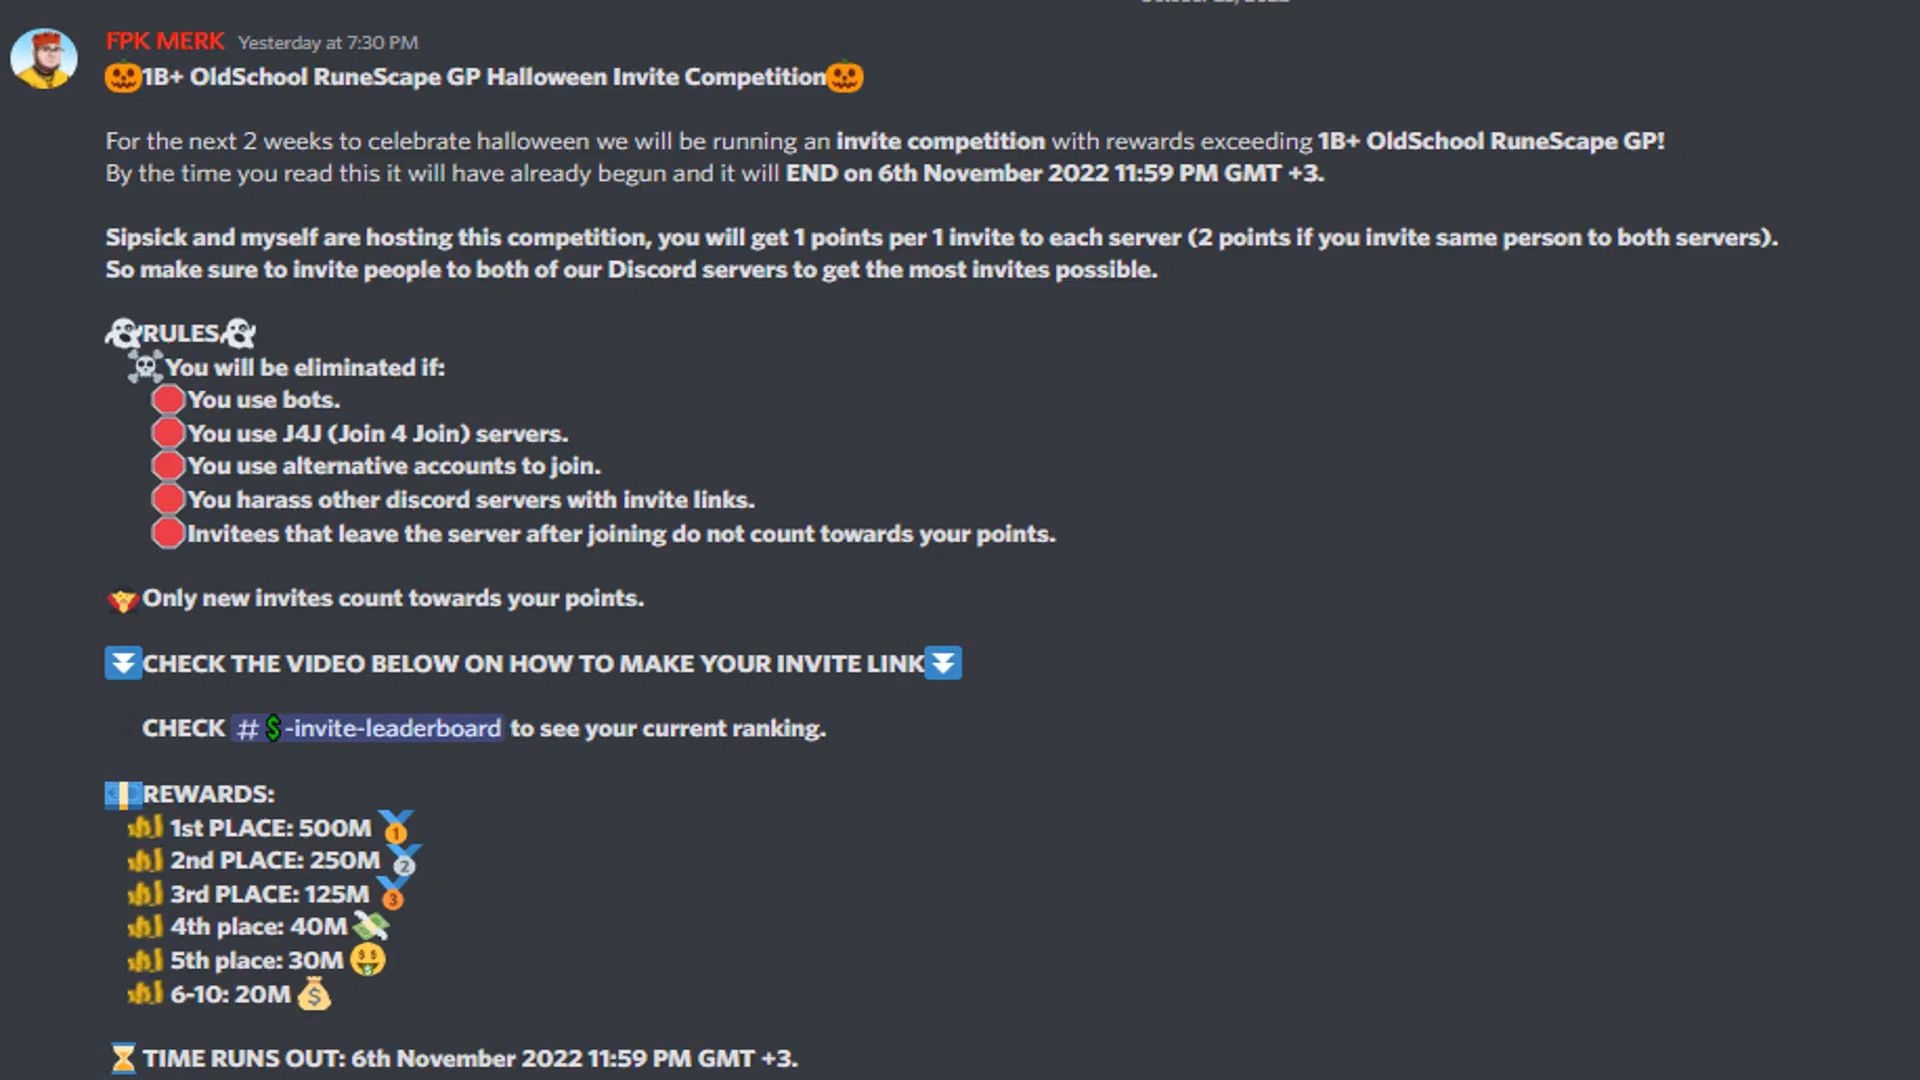 FPK MERK Yesterday at 7:30 PM
1B+ OldSchool RuneScape GP Halloween Invite Competition
For the next 2 weeks to celebrate halloween we will be running an invite competition with rewards exceeding 1B+ OldSchool RuneScape GP!
By the time you read this it will have already begun and it will END on 6th November 2022 11:59 PM GMT +3.
Sipsick and myself are hosting this competition, you will get 1 points per 1 invite to each server (2 points if you invite same person to both servers).
So make sure to invite people to both of our Discord servers to get the most invites possible.
RULES
You will be eliminated if:
You use bots.
You use J4J (Join 4 Join) servers.
You use alternative accounts to join.
You harass other discord servers with invite links.
Invitees that leave the server after joining do not count towards your points.
Only new invites count towards your points.
CHECK THE VIDEO BELOW ON HOW TO MAKE YOUR INVITE LINK
CHECK # $-invite-leaderboard to see your current ranking.
REWARDS:
1st PLACE: 500M
2nd PLACE: 250M
3rd PLACE: 125M
4th place: 40M
5th place: 30M
6-10: 20M
TIME RUNS OUT: 6th November 2022 11:59 PM GMT +3.